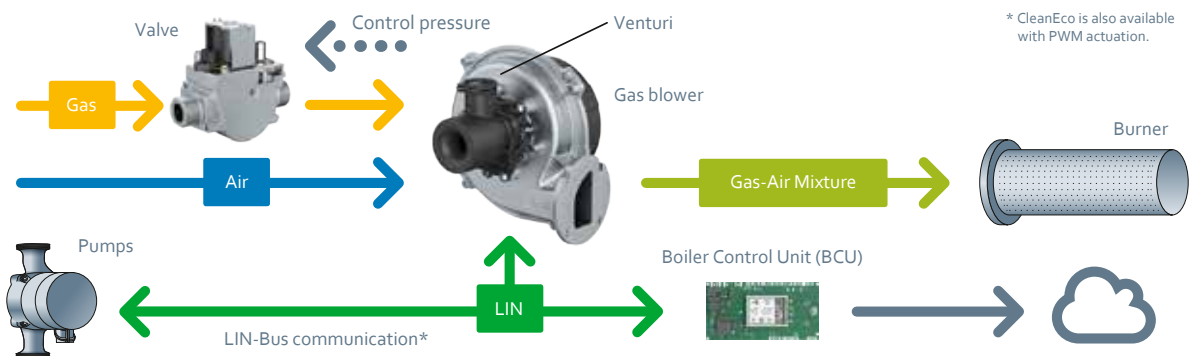 Valve
Control pressure
Venturi
* CleanEco is also available
with PWM actuation.
Gas
Gas blower
Burner
Air
Gas-Air Mixture
Pumps
Boiler Control Unit (BCU)
LIN
LIN-Bus communication*